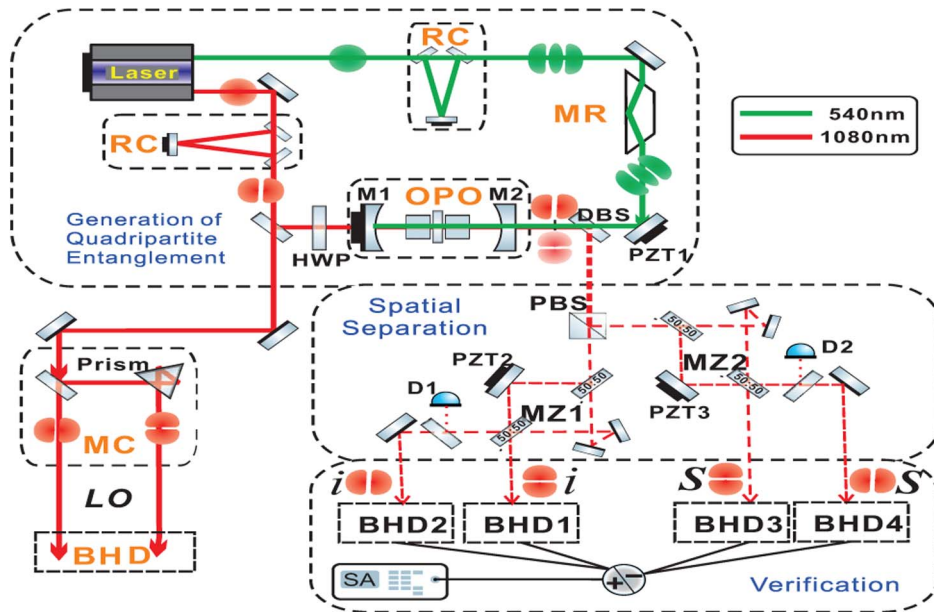 RC
Laser
540nm
1080nm
MR
RC
M1
OPO
M2
DBS
Generation of
Quadripartite
Entanglement
HWP
PZT1
Spatial
Separation
PBS
50:50
Prism
PZT2
D1
50:50
MZ1
50:50
MZ2
50:50
D2
PZT3
MC
LO
BHD
i
i
S
S
BHD2
BHD1
BHD3
BHD4
SA
+-
Verification